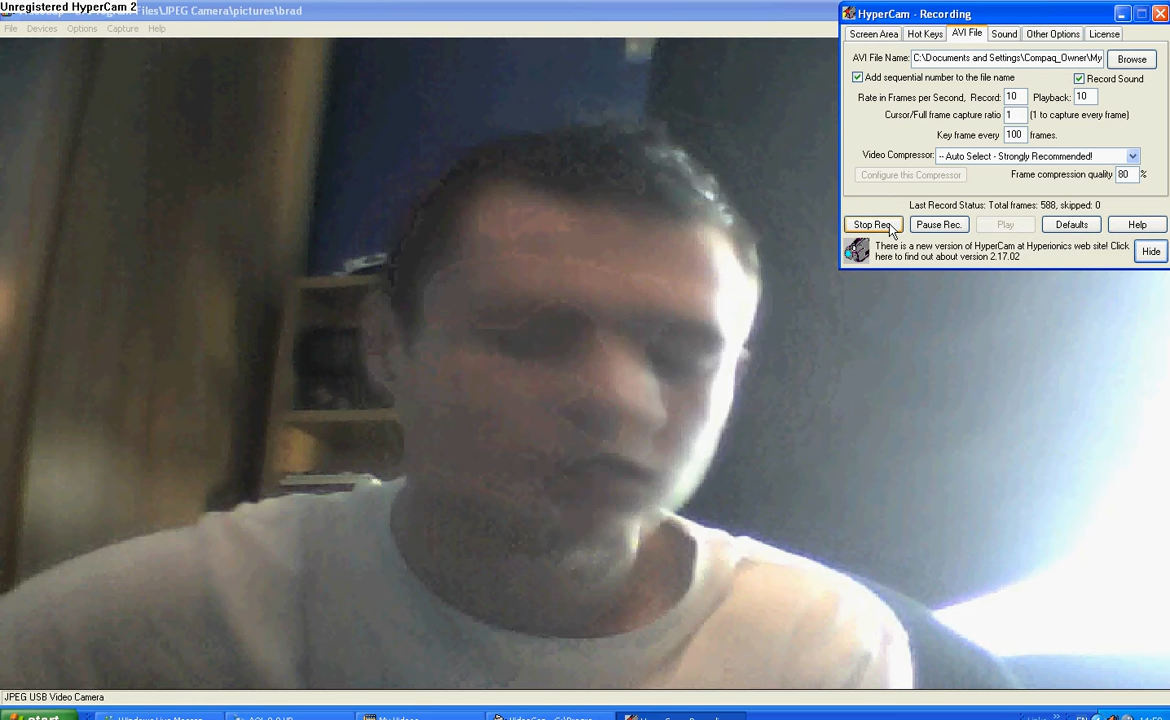 Unregistered HyperCam 2
Files\JPEG Camera\pictures\brad
File Devices Options Capture Help
HyperCam - Recording
Screen Area Hot Keys AVI File Sound Other Options License
AVI File Name: C:\Documents and Settings\Compaq_Owner\My Browse
Add sequential number to the file name Record Sound
Rate in Frames per Second, Record: 10 Playback: 10
Cursor/Full frame capture ratio 1 (1 to capture every frame)
Key frame every 100 frames.
Video Compressor: -- Auto Select - Strongly Recommended!
Configure this Compressor Frame compression quality 80 %
Last Record Status: Total frames: 588, skipped: 0
Stop Rec. Pause Rec. Play Defaults Help
There is a new version of HyperCam at Hyperionics web site! Click
here to find out about version 2.17.02
Hide
JPEG USB Video Camera
start